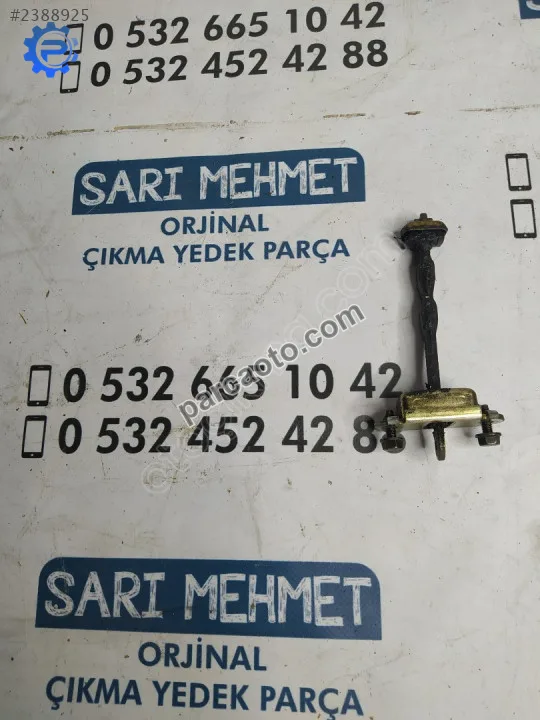 #2388925
0 532 665 10 42
0 532 452 42 88
SARI MEHMET
ORJİNAL
ÇIKMA YEDEK PARÇA
0 532 665 10 42
0 532 452 42 88
parcaoto.com
SARI MEHMET
ORJİNAL
ÇIKMA YEDEK PARÇA